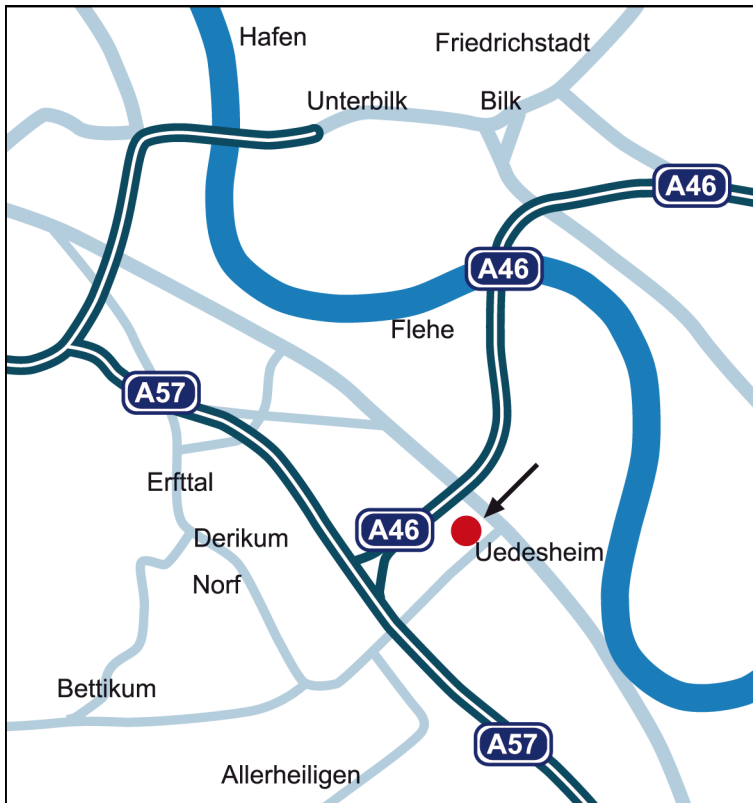 Hafen
Friedrichstadt
Unterbilk
Bilk
A46
A46
Flehe
A57
Erfttal
A46
Derikum
Uedesheim
Norf
Bettikum
A57
Allerheiligen